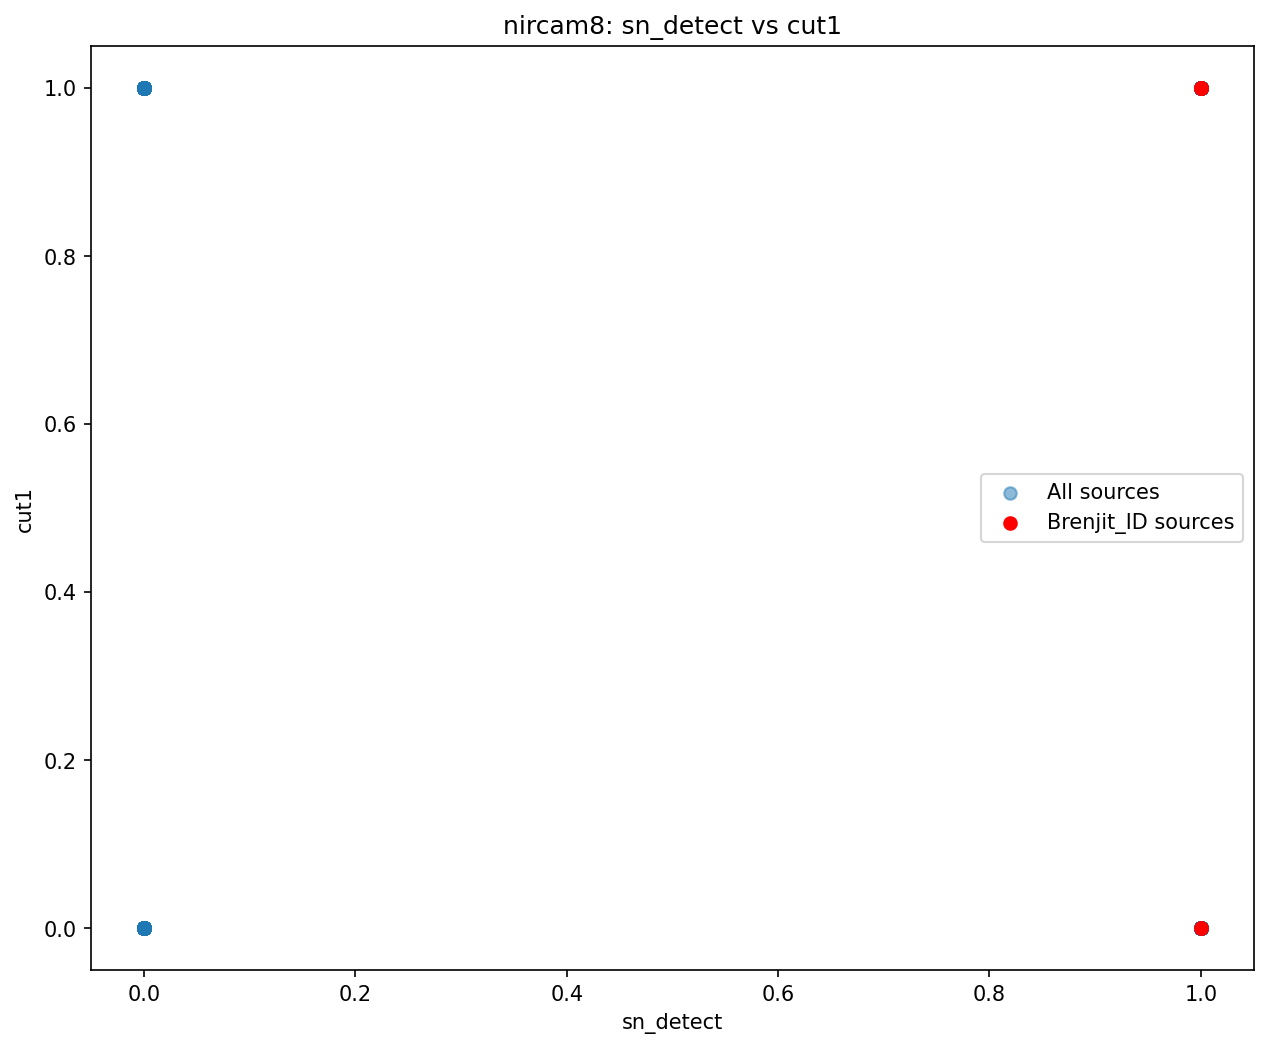 nircam8: sn_detect vs cut1
1.0
0.8
0.6
0.4
0.2
0.0
cut1
All sources
Brenjit_ID sources
0.0 0.2 0.4 0.6 0.8 1.0
sn_detect